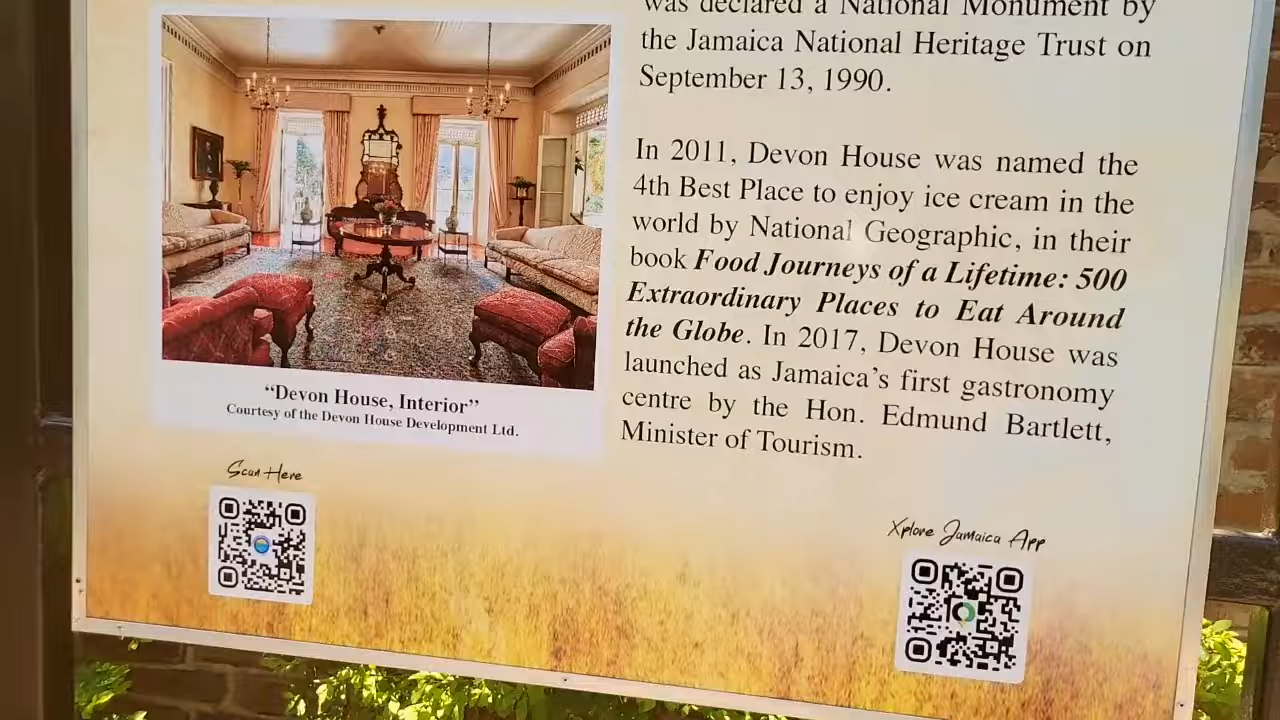 was declared a National Monument by
the Jamaica National Heritage Trust on
September 13, 1990.
In 2011, Devon House was named the
4th Best Place to enjoy ice cream in the
world by National Geographic, in their
book Food Journeys of a Lifetime: 500
Extraordinary Places to Eat Around
the Globe. In 2017, Devon House was
launched as Jamaica's first gastronomy
centre by the Hon. Edmund Bartlett,
Minister of Tourism.
“Devon House, Interior”
Courtesy of the Devon House Development Ltd.
Scan Here
Xplore Jamaica App